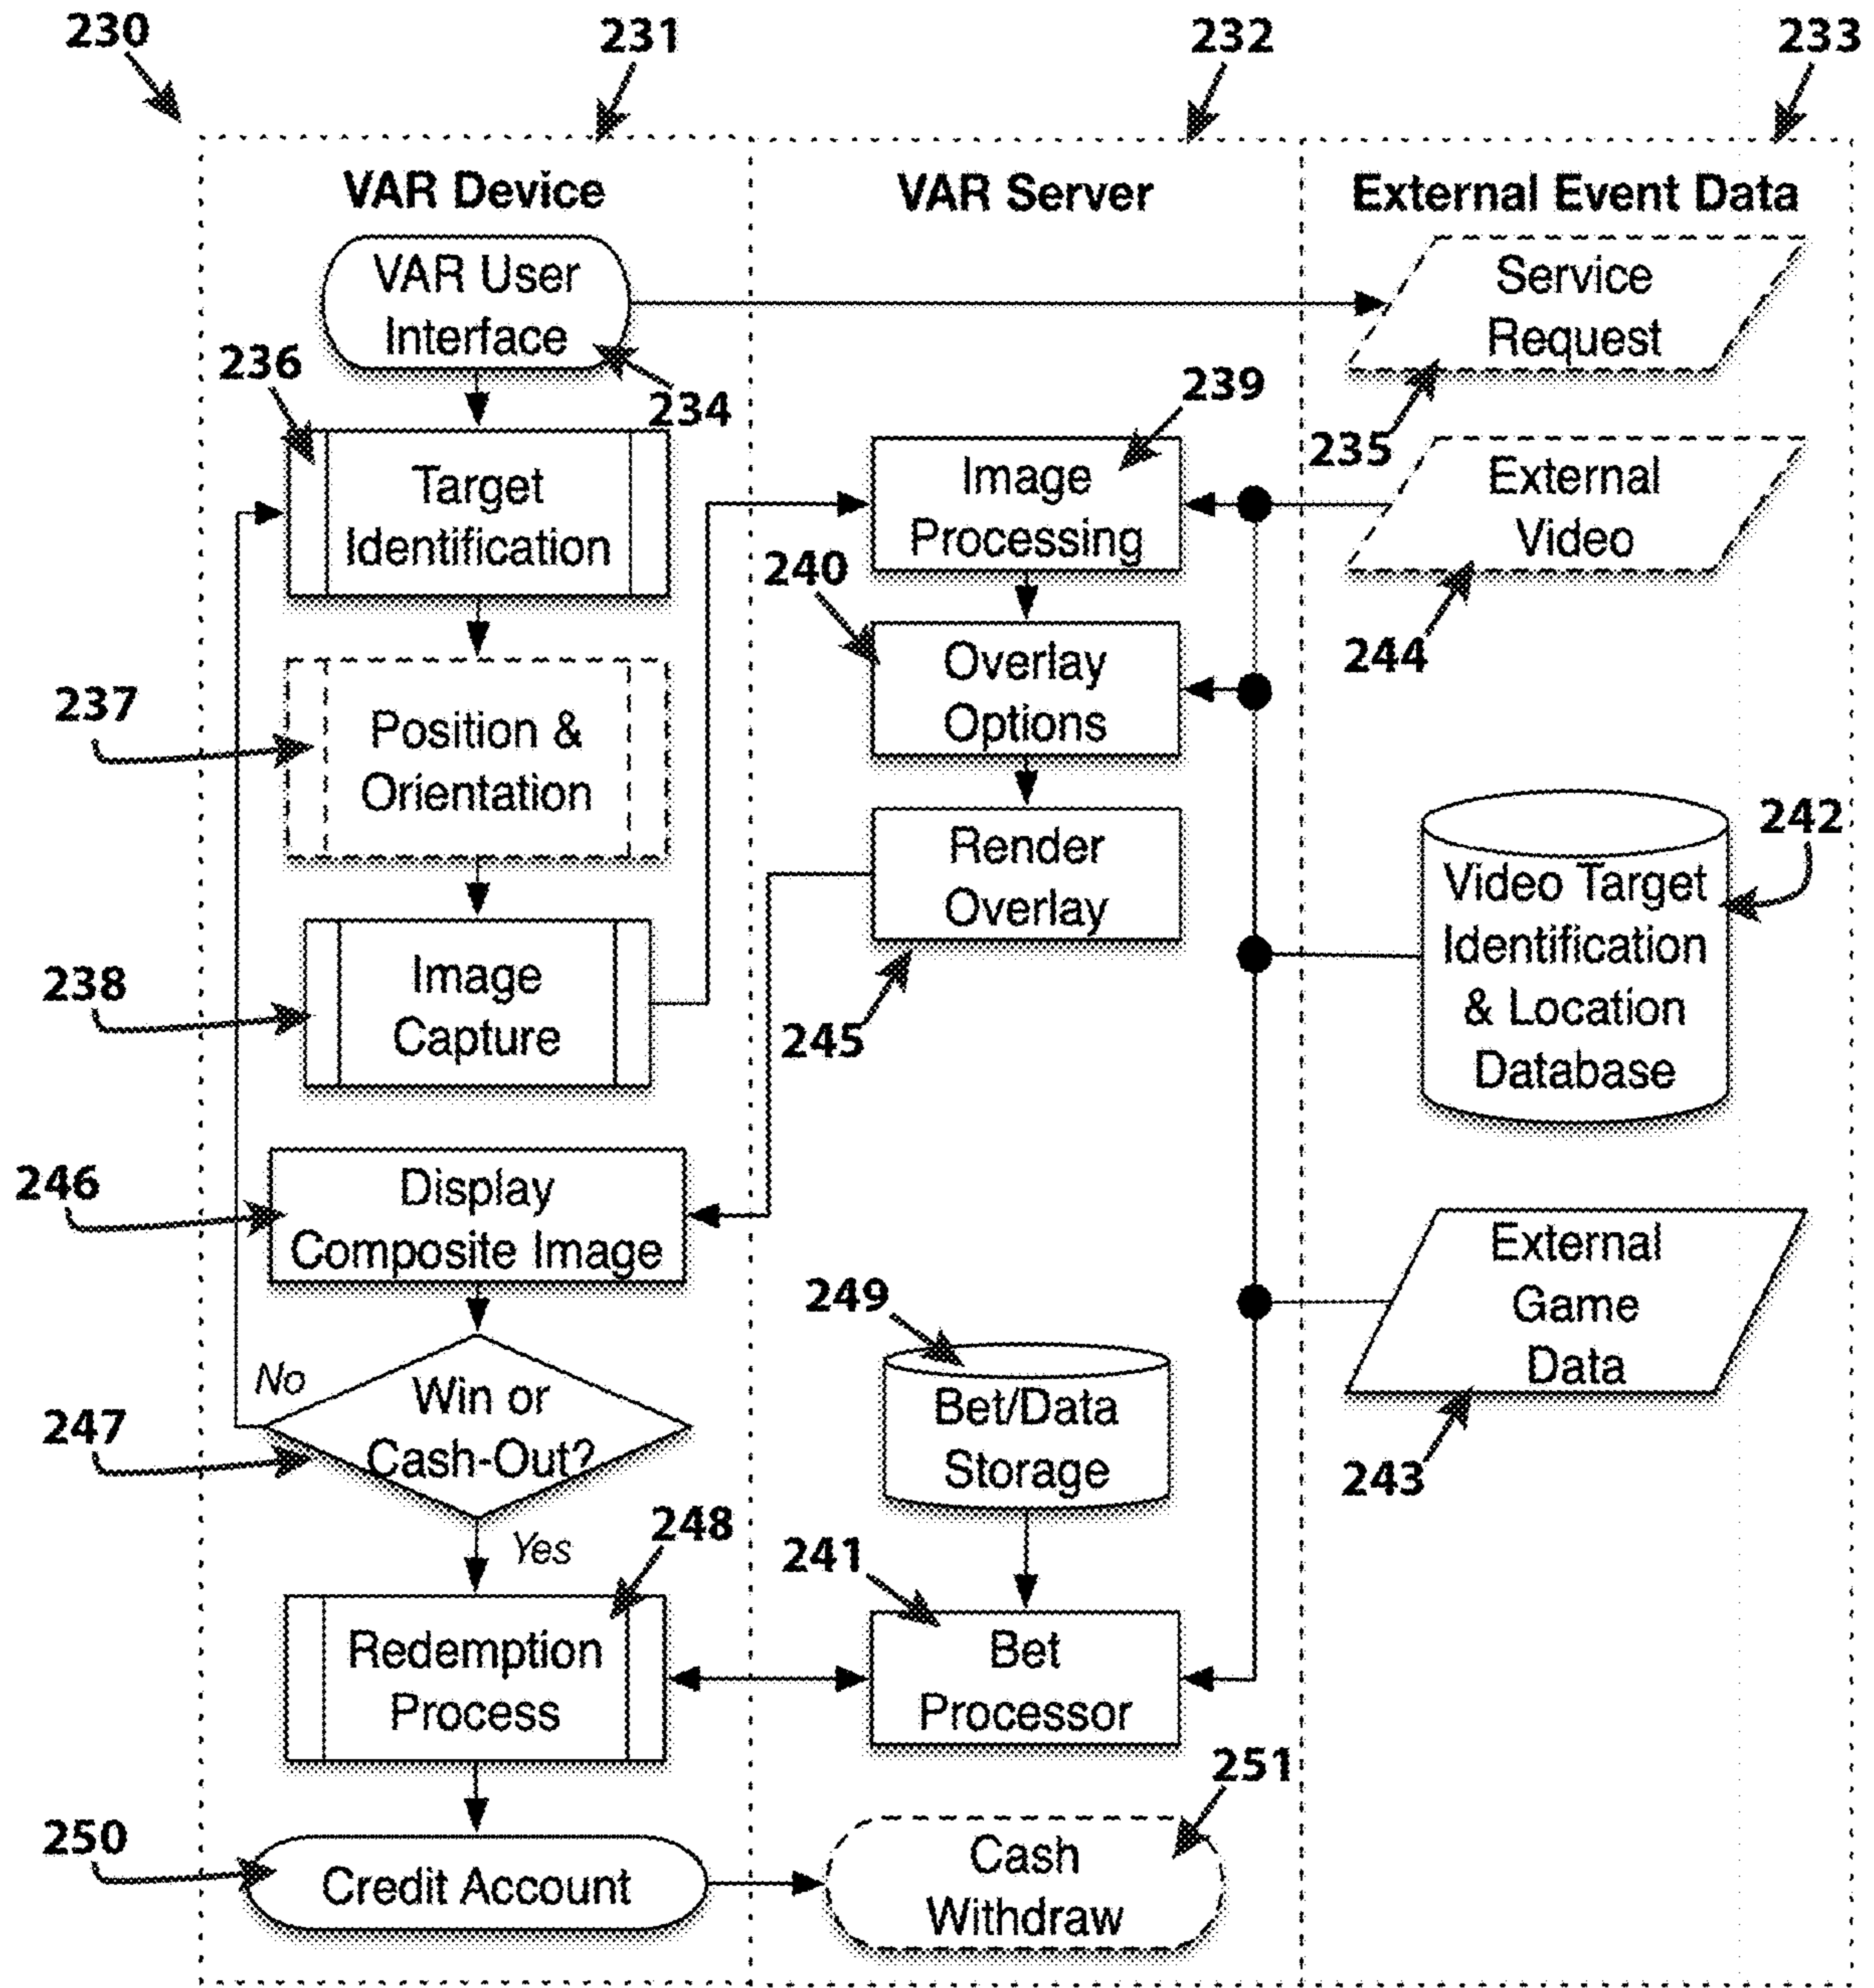 230
231
232
233
VAR Device
VAR Server
External Event Data
VAR User
Interface
234
Service
Request
235
236
Target
Identification
239
Image
Processing
External
Video
244
240
Overlay
Options
237
Position &
Orientation
Render
Overlay
245
242
Video Target
Identification
& Location
Database
238
Image
Capture
246
Display
Composite Image
External
Game
Data
243
249
Bet/Data
Storage
No
247
Win or
Cash-Out?
Yes
248
241
Redemption
Process
Bet
Processor
251
250
Credit Account
Cash
Withdraw